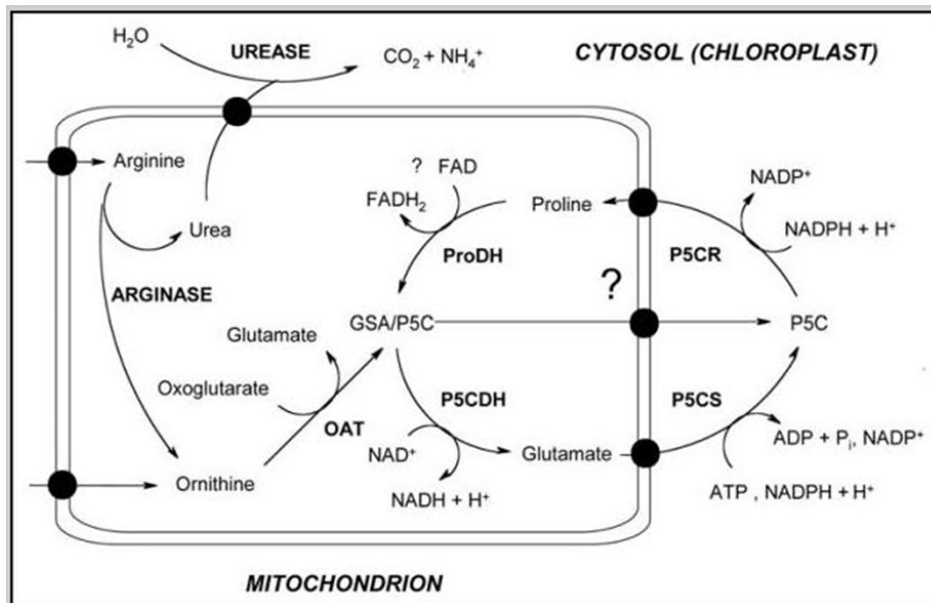 H₂O
UREASE
CO₂ + NH₄⁺
CYTOSOL (CHLOROPLAST)
Arginine
? FAD
FADH₂
Proline
NADP⁺
NADPH + H⁺
Urea
ProDH
P5CR
ARGINASE
?
Glutamate
GSA/P5C
P5C
Oxoglutarate
OAT
P5CDH
P5CS
NAD⁺
Glutamate
ADP + Pᵢ, NADP⁺
Ornithine
NADH + H⁺
ATP , NADPH + H⁺
MITOCHONDRION